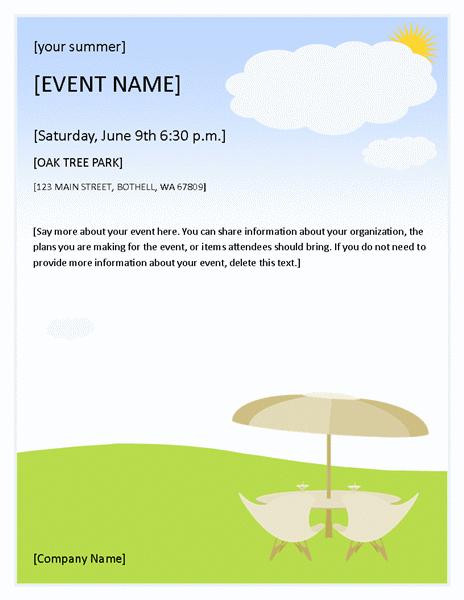 [your summer]
[EVENT NAME]
[Saturday, June 9th 6:30 p.m.]
[OAK TREE PARK]
[123 MAIN STREET, BOTHELL, WA 67809]
[Say more about your event here. You can share information about your organization, the
plans you are making for the event, or items attendees should bring. If you do not need to
provide more information about your event, delete this text.]
[Company Name]